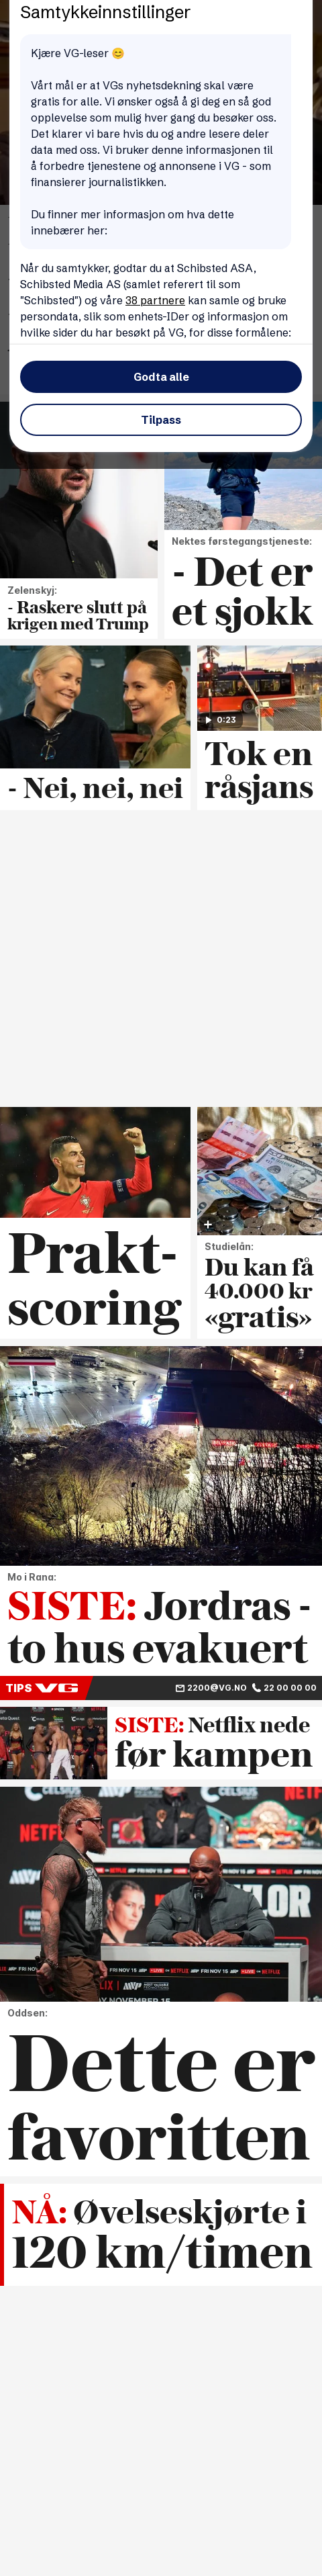 Samtykkeinnstillinger
Kjære VG-leser 😊
Vårt mål er at VGs nyhetsdekning skal være
gratis for alle. Vi ønsker også å gi deg en så god
opplevelse som mulig hver gang du besøker oss.
Det klarer vi bare hvis du og andre lesere deler
data med oss. Vi bruker denne informasjonen til
å forbedre tjenestene og annonsene i VG - som
finansierer journalistikken.
Du finner mer informasjon om hva dette
innebærer her:
Når du samtykker, godtar du at Schibsted ASA,
Schibsted Media AS (samlet referert til som
"Schibsted") og våre 38 partnere kan samle og bruke
persondata, slik som enhets-IDer og informasjon om
hvilke sider du har besøkt på VG, for disse formålene:
Godta alle
Tilpass
Zelenskyj:
- Raskere slutt på
krigen med Trump
Nektes førstegangstjeneste:
- Det er
et sjokk
- Nei, nei, nei
0:23
Tok en
råsjans
Prakt-
scoring
Studielån:
Du kan få
40.000 kr
«gratis»
Mo i Rana:
SISTE: Jordras -
to hus evakuert
TIPS VG 2200@VG.NO 22 00 00 00
SISTE: Netflix nede
før kampen
NETFLIX
FRI NOV 15 LIVE NETFLIX
Oddsen:
Dette er
favoritten
NÅ: Øvelseskjørte i
120 km/timen